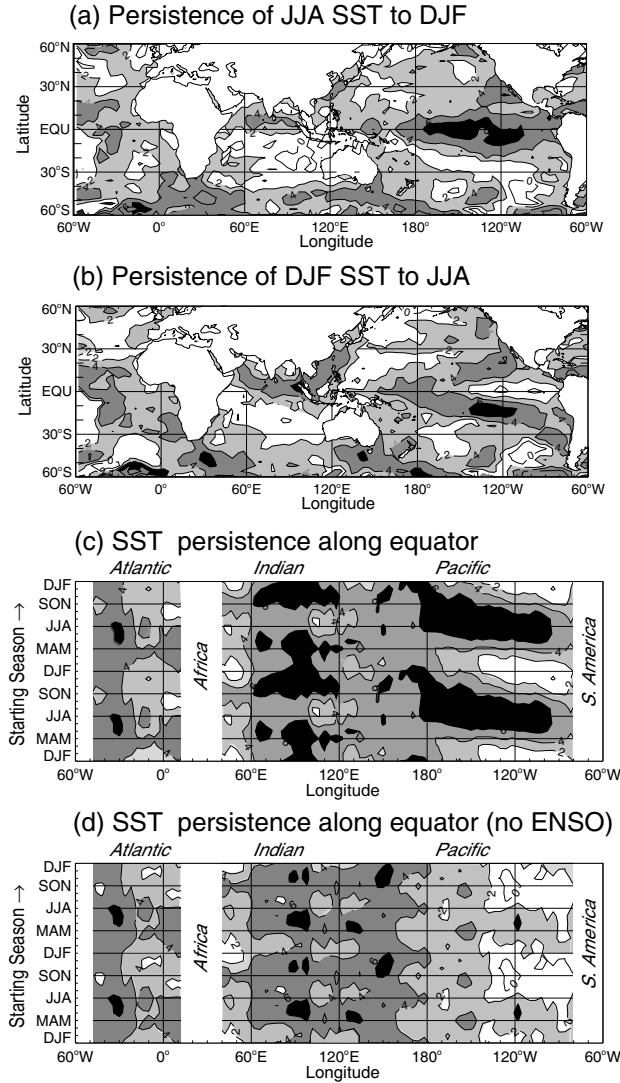 (a) Persistence of JJA SST to DJF
60°N
30°N
EQU
30°S
60°S
Latitude
60°W 0° 60°E 120°E 180° 120°W 60°W
Longitude
(b) Persistence of DJF SST to JJA
60°N
30°N
EQU
30°S
60°S
Latitude
60°W 0° 60°E 120°E 180° 120°W 60°W
Longitude
(c) SST persistence along equator
Atlantic Indian Pacific
DJF
SON
JJA
MAM
DJF
SON
JJA
MAM
DJF
Starting Season →
Africa
S. America
60°W 0° 60°E 120°E 180° 120°W 60°W
Longitude
(d) SST persistence along equator (no ENSO)
Atlantic Indian Pacific
DJF
SON
JJA
MAM
DJF
SON
JJA
MAM
DJF
Starting Season →
Africa
S. America
60°W 0° 60°E 120°E 180° 120°W 60°W
Longitude